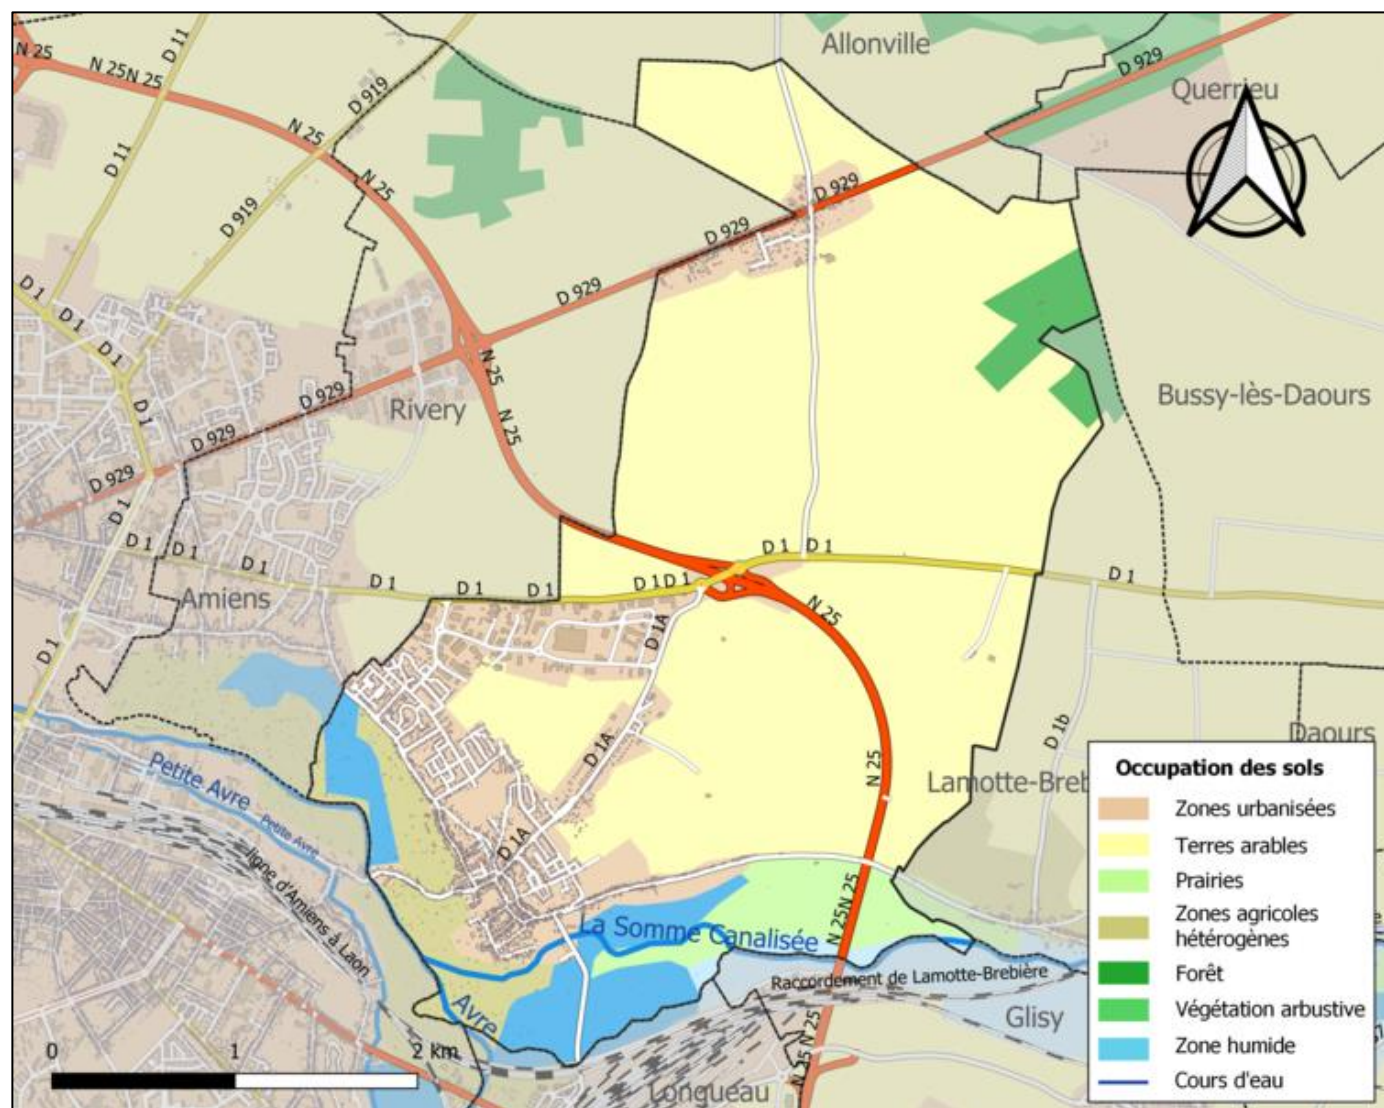 Allonville
D 929
Querrieu
N 25
N 25N 25
D 11
D 919
N 25
D 11
N 25
D 919
D 929
D 929
D 929
D 1
D 1
D 1
D 1
N 25
Rivery
N 25
D 929
D 929
D 929
Bussy-lès-Daours
D 1
D 1
D 1
D 1
D 1
D 1
D 1
D 1D 1
D 1
D 1
D 1
Amiens
N 25
D 1A
D 1
D 1b
Daours
D 1A
N 25
Lamotte-Breb
Petite Avre
Petite Avre
ligne d'Amiens à Laon
D 1A
N 25N 25
La Somme Canalisée
Raccordement de Lamotte-Brebière
Avre
Glisy
N 25 N 25
Longueau
0
1
2 km
Occupation des sols
Zones urbanisées
Terres arables
Prairies
Zones agricoles
hétérogènes
Forêt
Végétation arbustive
Zone humide
Cours d'eau